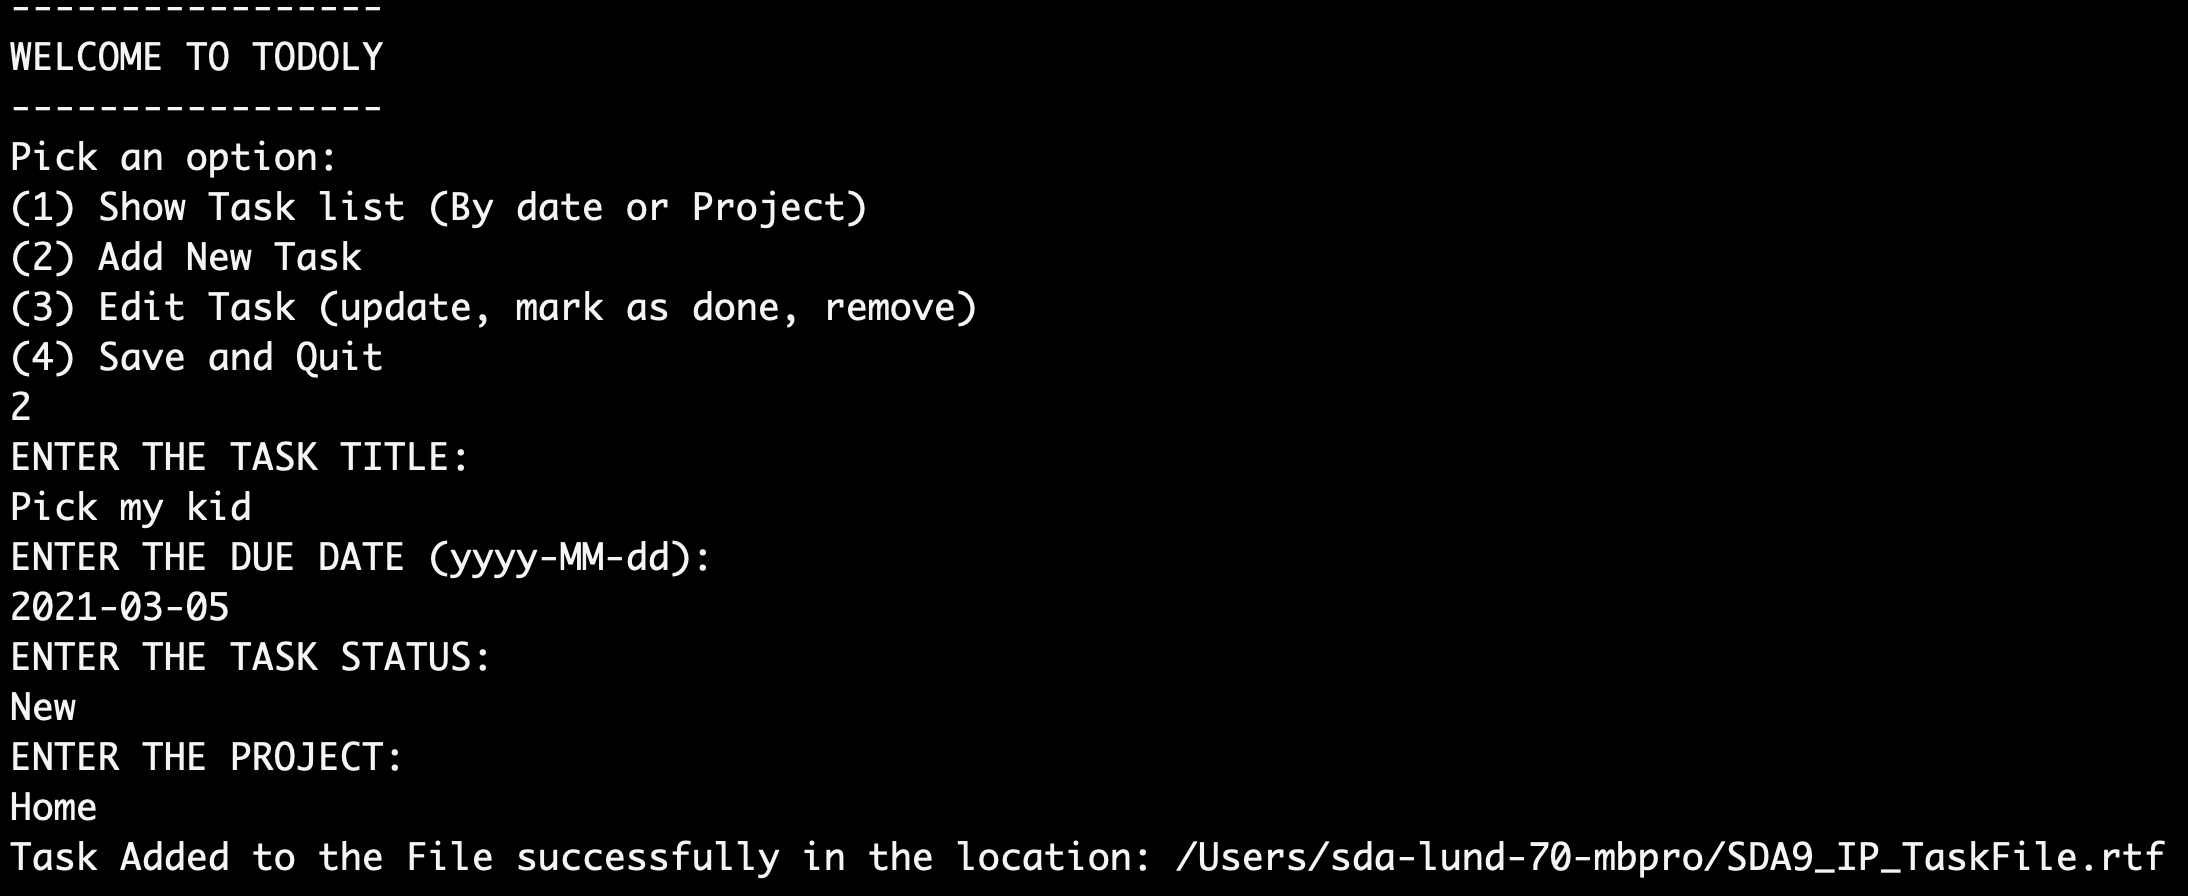 -----------------
WELCOME TO TODOLY
-----------------
Pick an option:
(1) Show Task list (By date or Project)
(2) Add New Task
(3) Edit Task (update, mark as done, remove)
(4) Save and Quit
2
ENTER THE TASK TITLE:
Pick my kid
ENTER THE DUE DATE (yyyy-MM-dd):
2021-03-05
ENTER THE TASK STATUS:
New
ENTER THE PROJECT:
Home
Task Added to the File successfully in the location: /Users/sda-lund-70-mbpro/SDA9_IP_TaskFile.rtf